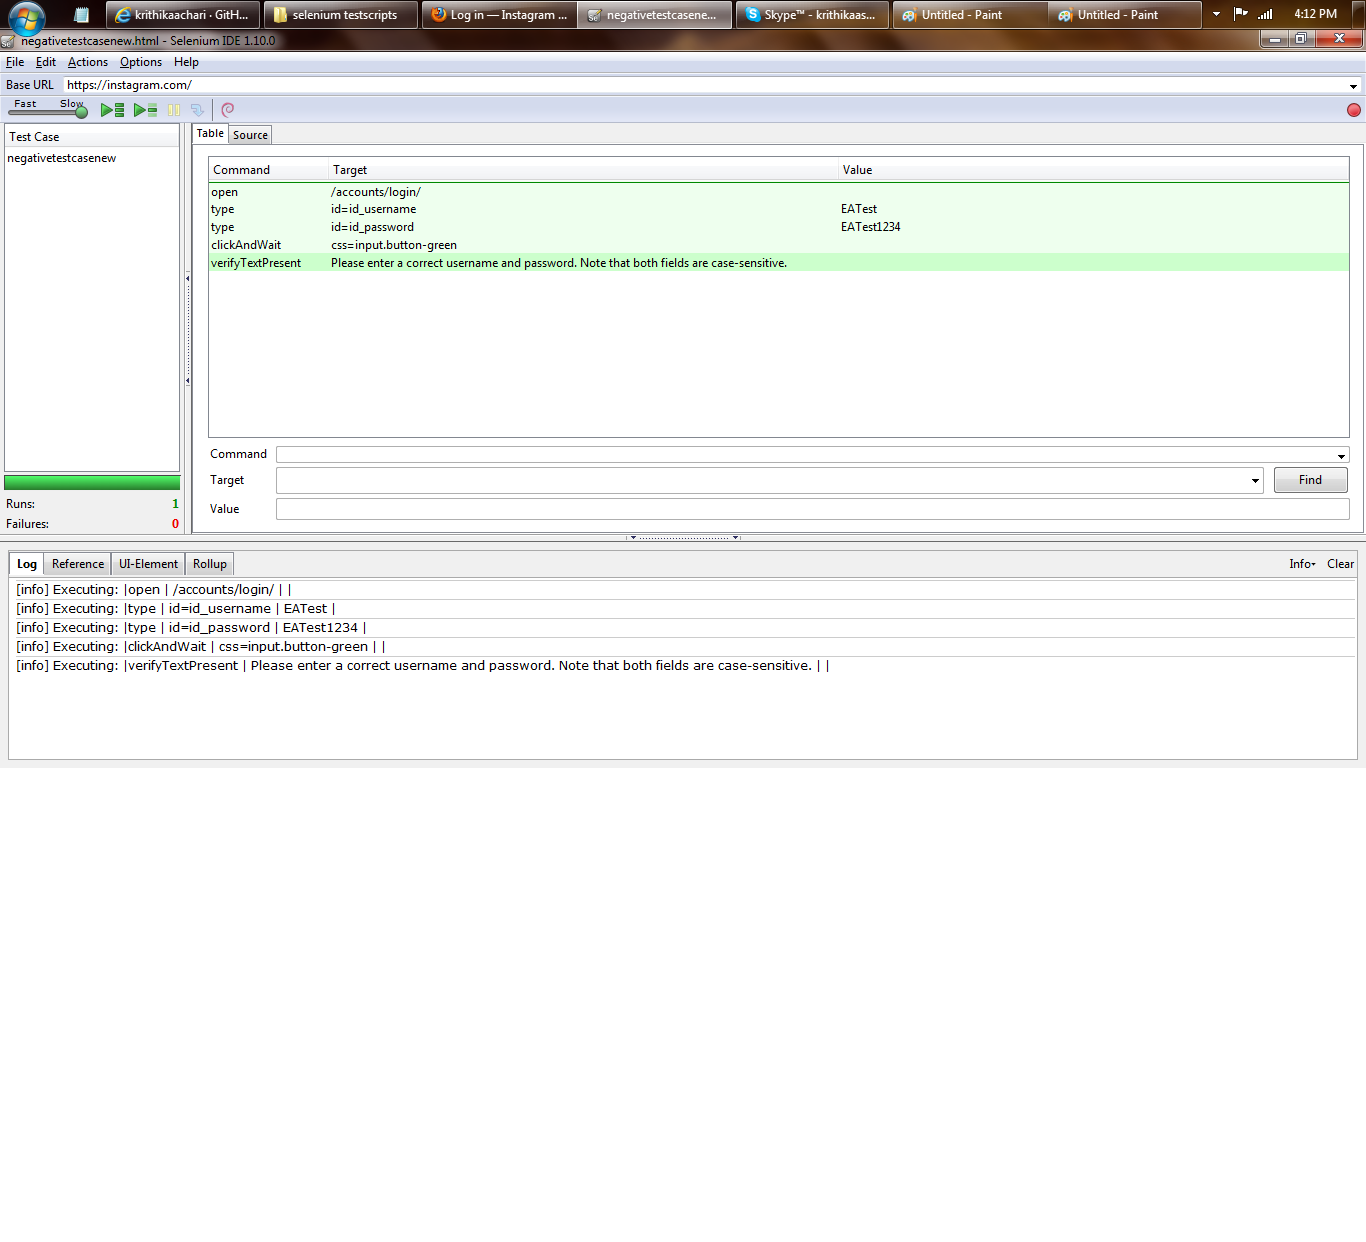 krithikaachari · GitH...
selenium testscripts
Log in — Instagram ...
negativetestcasene...
Skype™ - krithikaas...
Untitled - Paint
Untitled - Paint
4:12 PM
negativetestcasenew.html - Selenium IDE 1.10.0
File Edit Actions Options Help
Base URL https://instagram.com/
Fast Slow
Test Case
negativetestcasenew
Table Source
Command Target Value
open /accounts/login/
type id=id_username EATest
type id=id_password EATest1234
clickAndWait css=input.button-green
verifyTextPresent Please enter a correct username and password. Note that both fields are case-sensitive.
Command
Target Find
Value
Runs: 1
Failures: 0
Log Reference UI-Element Rollup Info Clear
[info] Executing: |open | /accounts/login/ | |
[info] Executing: |type | id=id_username | EATest |
[info] Executing: |type | id=id_password | EATest1234 |
[info] Executing: |clickAndWait | css=input.button-green | |
[info] Executing: |verifyTextPresent | Please enter a correct username and password. Note that both fields are case-sensitive. | |